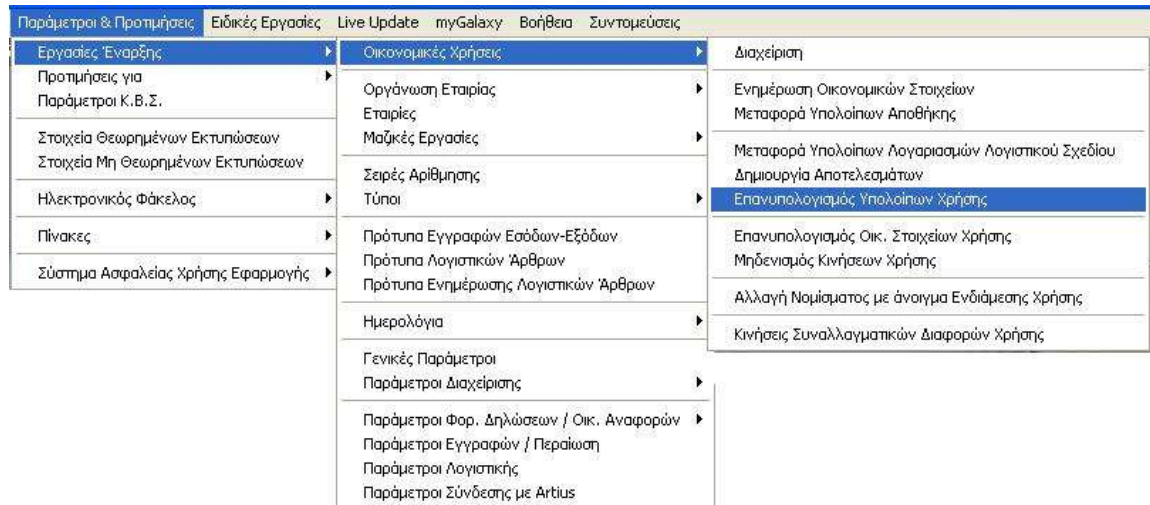 Παράμετροι & Προτιμήσεις Ειδικές Εργασίες Live Update myGalaxy Βοήθεια Συντομεύσεις
Εργασίες Έναρξης
Προτιμήσεις για
Παράμετροι Κ.Β.Σ.
Στοιχεία Θεωρημένων Εκτυπώσεων
Στοιχεία Μη Θεωρημένων Εκτυπώσεων
Ηλεκτρονικός Φάκελος
Πίνακες
Σύστημα Ασφαλείας Χρήσης Εφαρμογής
Οικονομικές Χρήσεις
Οργάνωση Εταιρίας
Εταιρίες
Μαζικές Εργασίες
Σειρές Αρίθμησης
Τύποι
Πρότυπα Εγγραφών Εσόδων-Εξόδων
Πρότυπα Λογιστικών Άρθρων
Πρότυπα Ενημέρωσης Λογιστικών Άρθρων
Ημερολόγια
Γενικές Παράμετροι
Παράμετροι Διαχείρισης
Παράμετροι Φορ. Δηλώσεων / Οικ. Αναφορών
Παράμετροι Εγγραφών / Περαίωση
Παράμετροι Λογιστικής
Παράμετροι Σύνδεσης με Artius
Διαχείριση
Ενημέρωση Οικονομικών Στοιχείων
Μεταφορά Υπολοίπων Αποθήκης
Μεταφορά Υπολοίπων Λογαριασμών Λογιστικού Σχεδίου
Δημιουργία Αποτελεσμάτων
Επανυπολογισμός Υπολοίπων Χρήσης
Επανυπολογισμός Οικ. Στοιχείων Χρήσης
Μηδενισμός Κινήσεων Χρήσης
Αλλαγή Νομίσματος με άνοιγμα Ενδιάμεσης Χρήσης
Κινήσεις Συναλλαγματικών Διαφορών Χρήσης